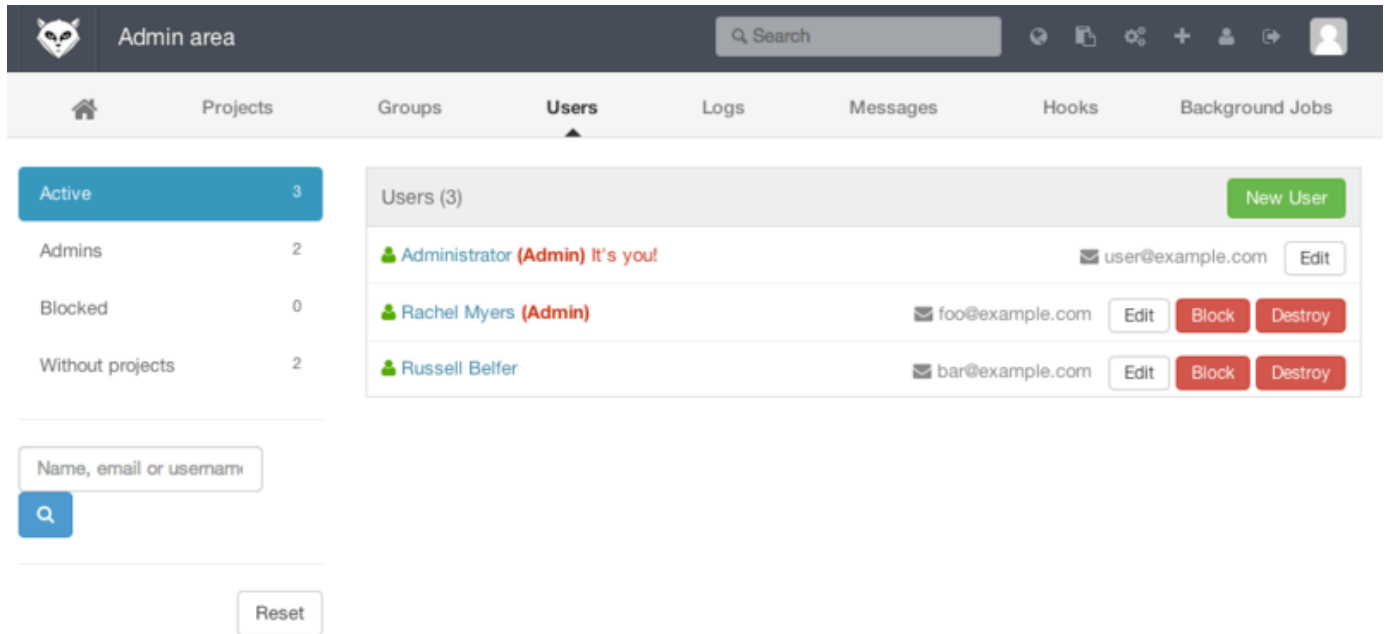 Admin area
Search
Projects Groups Users Logs Messages Hooks Background Jobs
Active 3
Admins 2
Blocked 0
Without projects 2
Name, email or usernam
Reset
Users (3) New User
Administrator (Admin) It's you! user@example.com Edit
Rachel Myers (Admin) foo@example.com Edit Block Destroy
Russell Belfer bar@example.com Edit Block Destroy